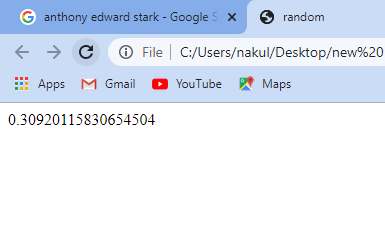 anthony edward stark - Google S
random
File C:/Users/nakul/Desktop/new%20
Apps Gmail YouTube Maps
0.30920115830654504